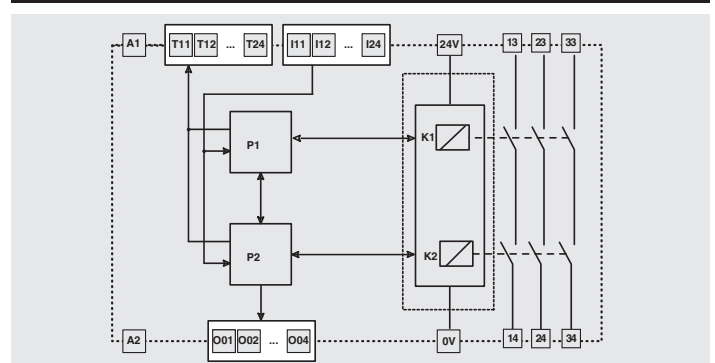 A1 T11 T12 ... T24 I11 I12 ... I24 24V 13 23 33
P1 K1
P2 K2
A2 O01 O02 ... O04 0V 14 24 34